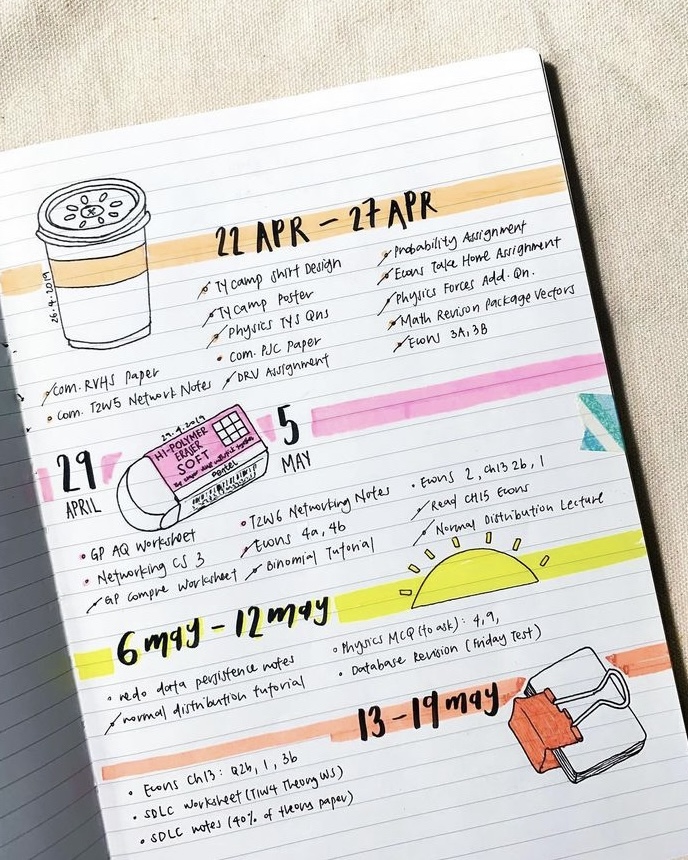 22 APR - 27 APR
26.4.2019
TY camp shirt Design
TY camp Poster
Physics TYS Qns
com. PJC Paper
DRV Assignment
Probability Assignment
Econs Take Home Assignment
Physics Forces Add. Qn.
Math Revison Package Vectors
Econs 3A, 3B
com. RVHS Paper
com. T2W5 Network Notes
29 APRIL
5 MAY
29.4.2019
HI-POLYMER
ERASER
SOFT
Pentel
GP AQ Worksheet
Networking CS 3
GP compre Worksheet
T2W6 Networking Notes
Econs 4a, 4b
Binomial Tutorial
Econs 2, Ch13 2b, 1
Read CH15 Econs
Normal Distribution Lecture
6 may - 12 may
redo data persistence notes
normal distribution tutorial
Physics MCQ (to ask): 4, 9,
Database Revision (Friday Test)
13 - 19 may
Econs Ch13: Q2b, 1, 3b
SDLC Worksheet (T1W4 Theory WS)
SDLC notes (40% of theory paper)